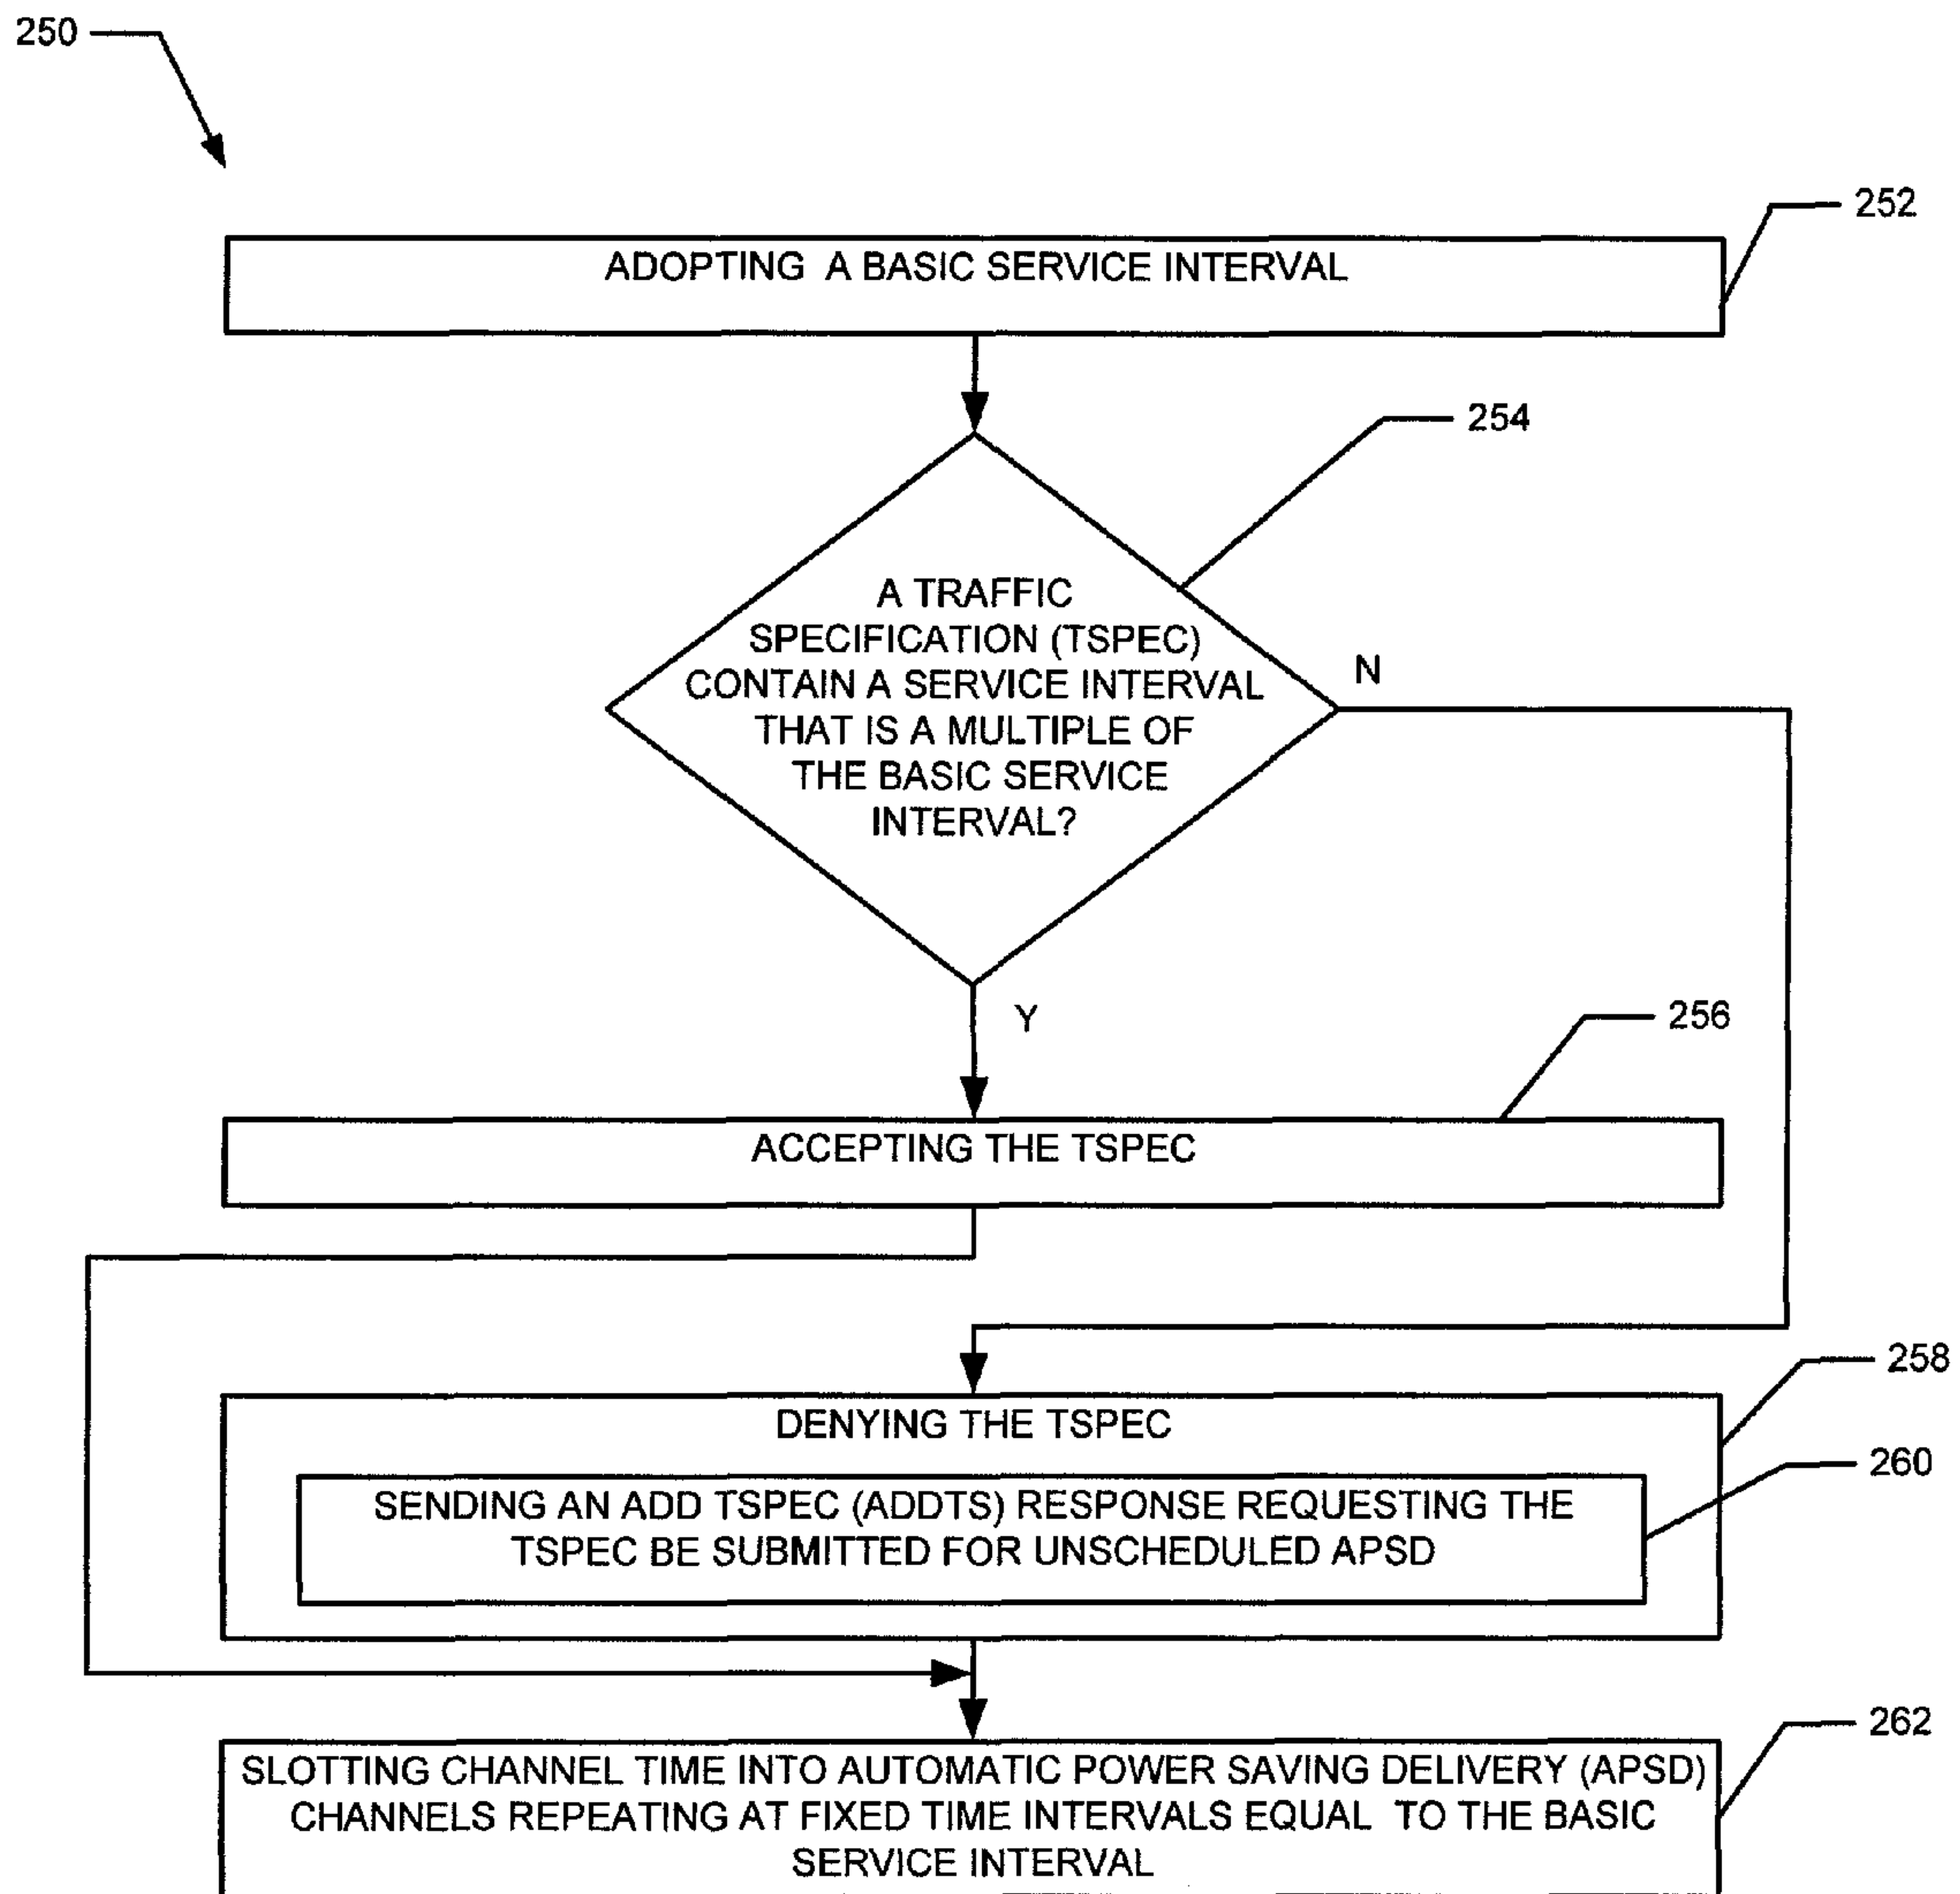 250
252
ADOPTING A BASIC SERVICE INTERVAL
254
A TRAFFIC
SPECIFICATION (TSPEC)
CONTAIN A SERVICE INTERVAL
THAT IS A MULTIPLE OF
THE BASIC SERVICE
INTERVAL?
N
Y
256
ACCEPTING THE TSPEC
258
DENYING THE TSPEC
260
SENDING AN ADD TSPEC (ADDTS) RESPONSE REQUESTING THE
TSPEC BE SUBMITTED FOR UNSCHEDULED APSD
262
SLOTTING CHANNEL TIME INTO AUTOMATIC POWER SAVING DELIVERY (APSD)
CHANNELS REPEATING AT FIXED TIME INTERVALS EQUAL TO THE BASIC
SERVICE INTERVAL